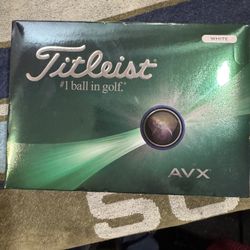 WHITE
Titleist®
#1 ball in golf.®
AVX